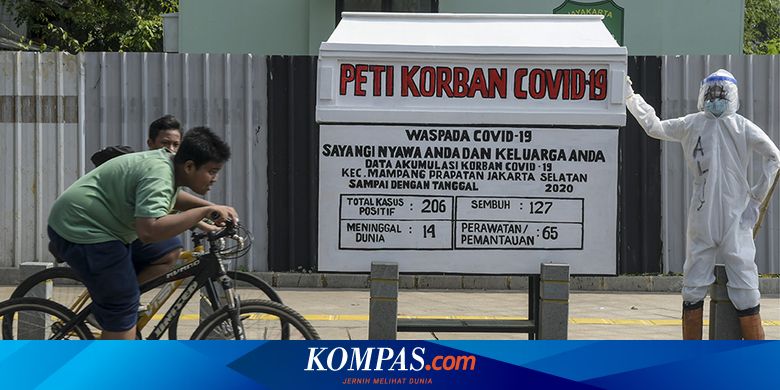 JAYAKARTA
PETI KORBAN COVID-19
WASPADA COVID-19
SAYANGI NYAWA ANDA DAN KELUARGA ANDA
DATA AKUMULASI KORBAN COVID-19
KEC. MAMPANG PRAPATAN JAKARTA SELATAN
SAMPAI DENGAN TANGGAL 2020
TOTAL KASUS POSITIF : 206
SEMBUH : 127
MENINGGAL DUNIA : 14
PERAWATAN / PEMANTAUAN : 65
KOMPAS.com
JERNIH MELIHAT DUNIA